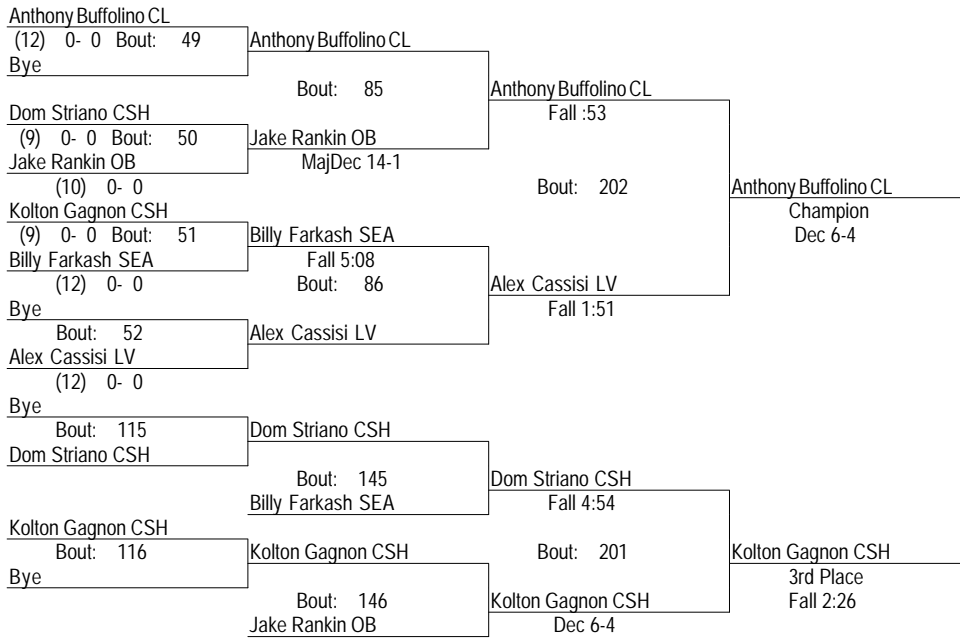 Anthony Buffolino CL
(12) 0- 0 Bout: 49 Anthony Buffolino CL
Bye
Bout: 85 Anthony Buffolino CL
Dom Striano CSH Fall :53
(9) 0- 0 Bout: 50 Jake Rankin OB
Jake Rankin OB MajDec 14-1
(10) 0- 0 Bout: 202 Anthony Buffolino CL
Kolton Gagnon CSH Champion
(9) 0- 0 Bout: 51 Billy Farkash SEA Dec 6-4
Billy Farkash SEA Fall 5:08
(12) 0- 0 Bout: 86 Alex Cassisi LV
Bye Fall 1:51
Bout: 52 Alex Cassisi LV
Alex Cassisi LV
(12) 0- 0
Bye
Bout: 115 Dom Striano CSH
Dom Striano CSH
Bout: 145 Dom Striano CSH
Billy Farkash SEA Fall 4:54
Kolton Gagnon CSH
Bout: 116 Kolton Gagnon CSH Bout: 201 Kolton Gagnon CSH
Bye 3rd Place
Bout: 146 Kolton Gagnon CSH Fall 2:26
Jake Rankin OB Dec 6-4